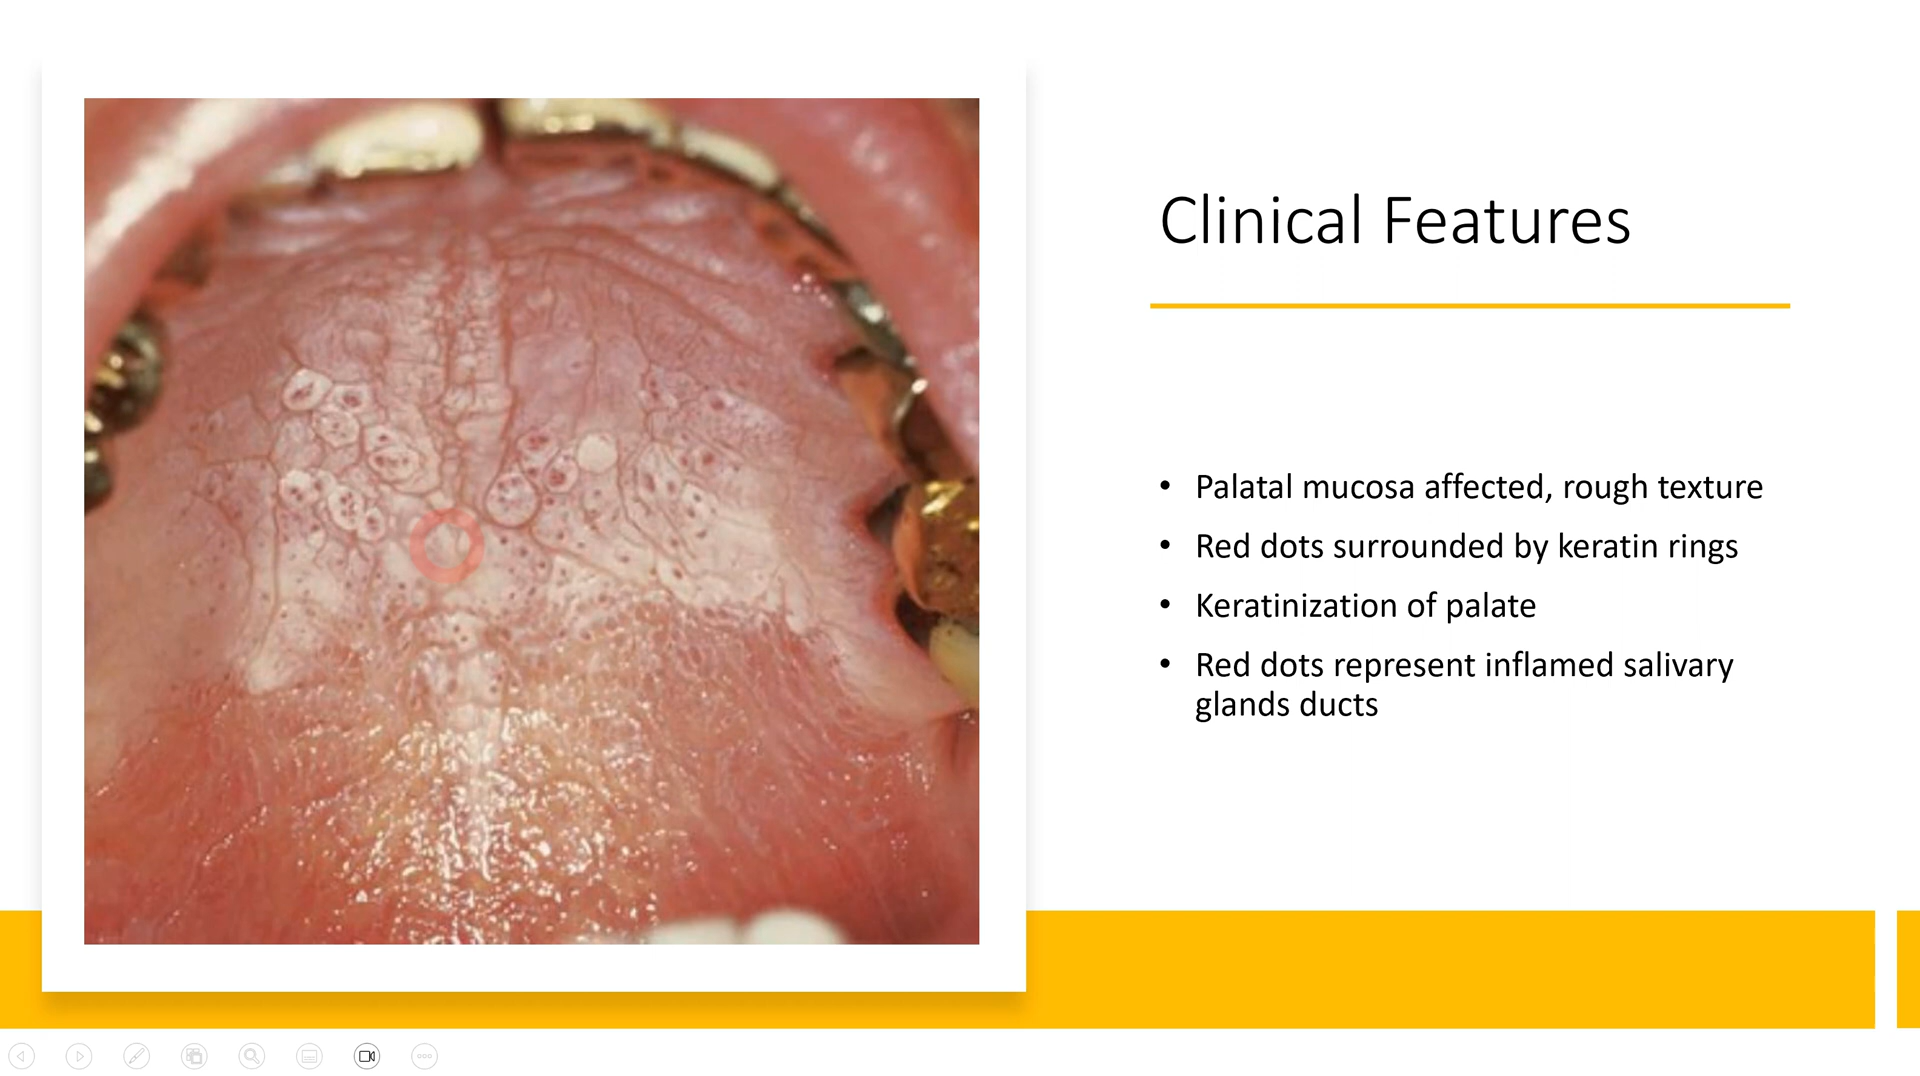 Clinical Features
• Palatal mucosa affected, rough texture
• Red dots surrounded by keratin rings
• Keratinization of palate
• Red dots represent inflamed salivary
glands ducts